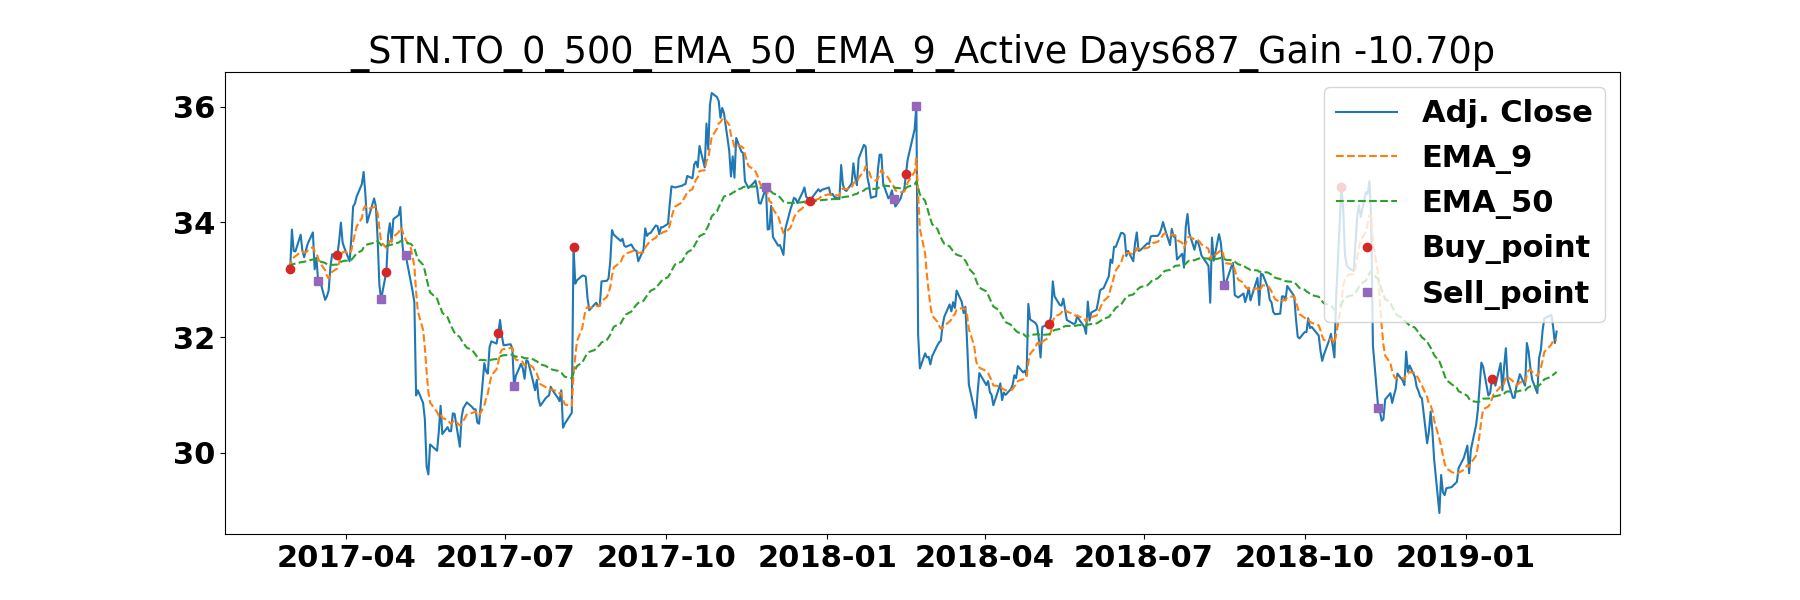 _STN.TO_0_500_EMA_50_EMA_9_Active Days687_Gain -10.70p
36
34
32
30
Adj. Close
EMA_9
EMA_50
Buy_point
Sell_point
2017-04 2017-07 2017-10 2018-01 2018-04 2018-07 2018-10 2019-01